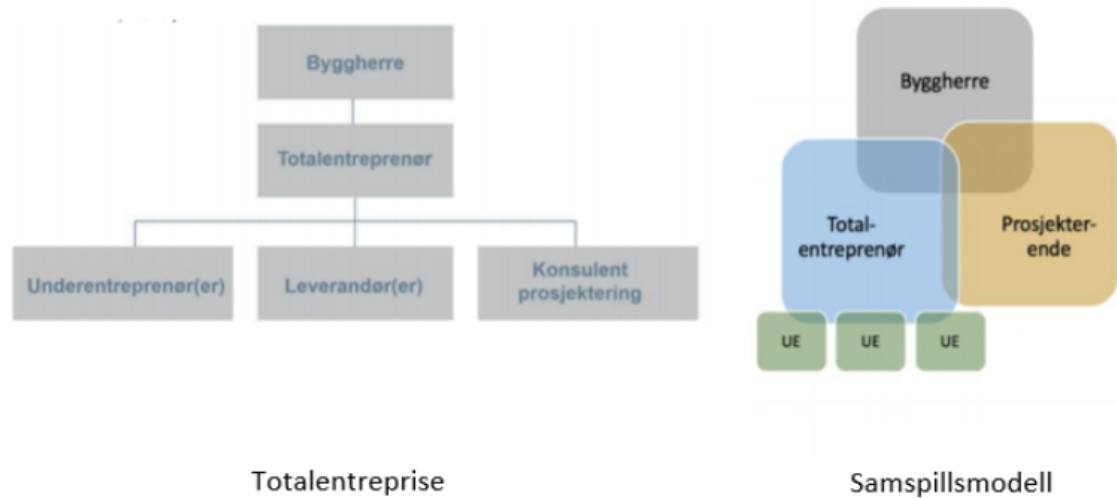 Byggherre
Totalentreprenør
Underentreprenør(er)
Leverandør(er)
Konsulent
prosjektering
Totalentreprise
Byggherre
Total-
entreprenør
Prosjekter-
ende
UE
UE
UE
Samspillsmodell